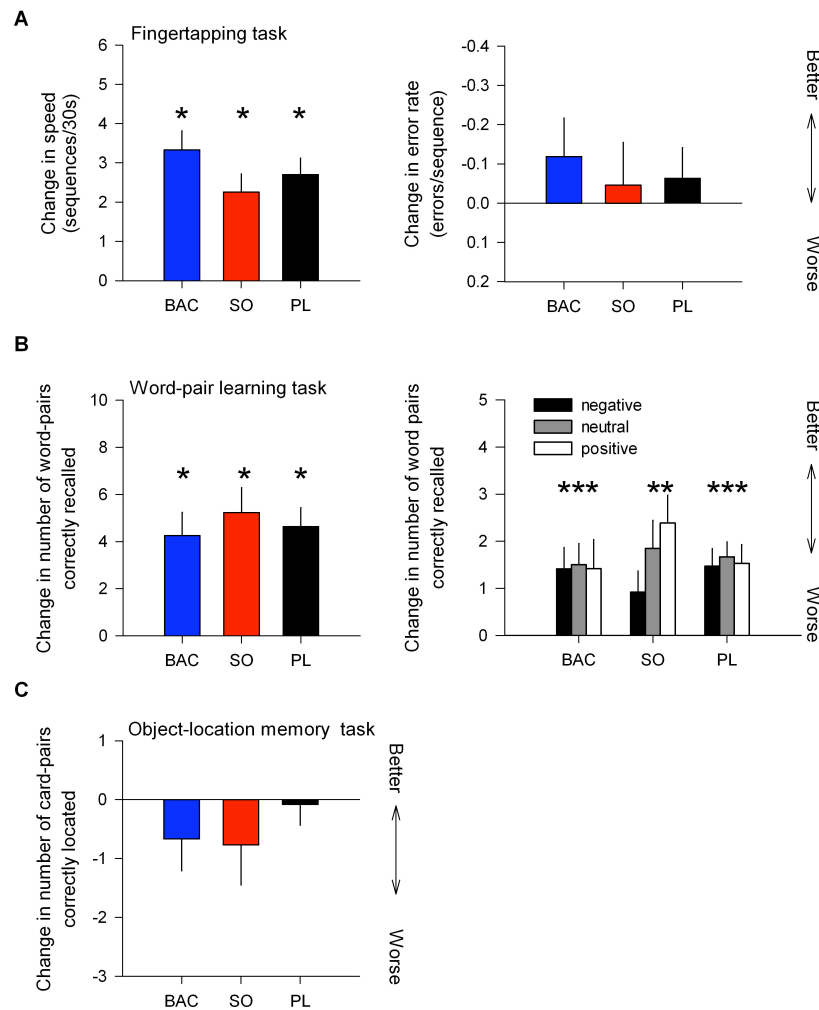 A
Fingertapping task
Change in speed
(sequences/30s)
6
5
4
3
2
1
0
* * *
BAC SO PL
Change in error rate
(errors/sequence)
-0.4
-0.3
-0.2
-0.1
0.0
0.1
0.2
BAC SO PL
Better
Worse
B
Word-pair learning task
Change in number of word-pairs
correctly recalled
10
8
6
4
2
0
* * *
BAC SO PL
Change in number of word pairs
correctly recalled
5
4
3
2
1
0
negative
neutral
positive
*** ** ***
BAC SO PL
Better
Worse
C
Object-location memory task
Change in number of card-pairs
correctly located
1
0
-1
-2
-3
BAC SO PL
Better
Worse